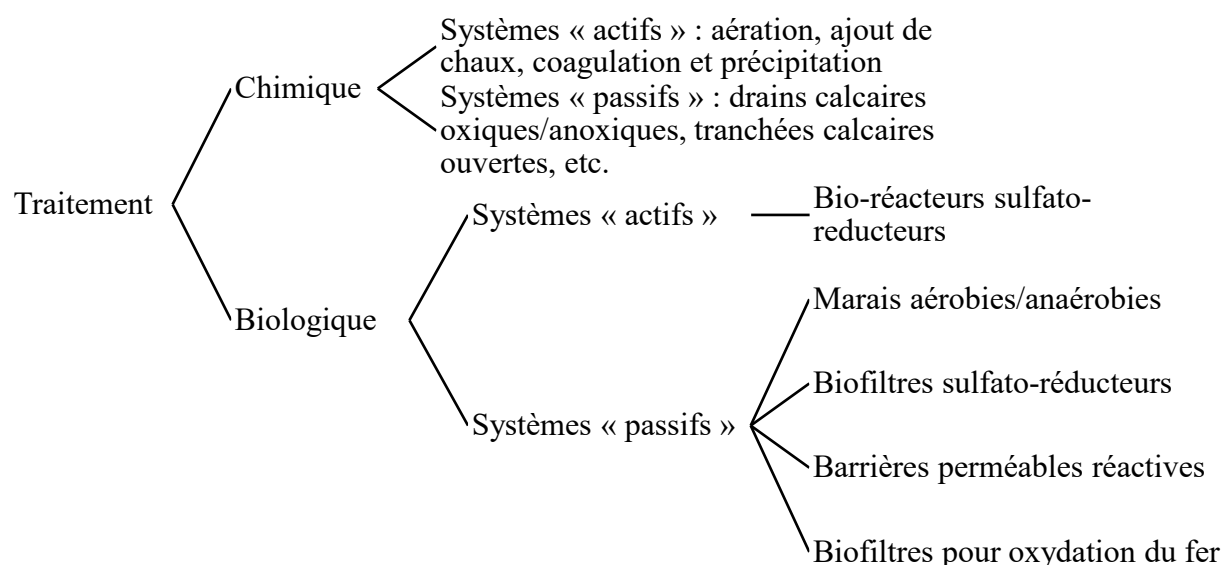 Systèmes « actifs » : aération, ajout de
chaux, coagulation et précipitation
Chimique
Systèmes « passifs » : drains calcaires
oxiques/anoxiques, tranchées calcaires
ouvertes, etc.
Traitement
Systèmes « actifs »
Bio-réacteurs sulfato-
reducteurs
Marais aérobies/anaérobies
Biologique
Biofiltres sulfato-réducteurs
Systèmes « passifs »
Barrières perméables réactives
Biofiltres pour oxydation du fer